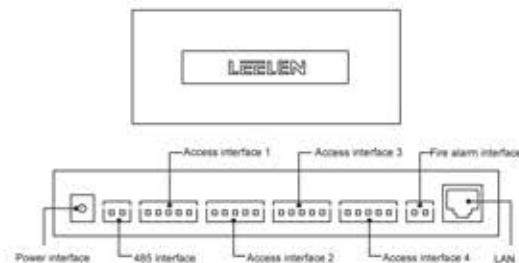 LEELEN
Access interface 1
Access interface 3
Fire alarm interface
Power interface
485 interface
Access interface 2
Access interface 4
LAN